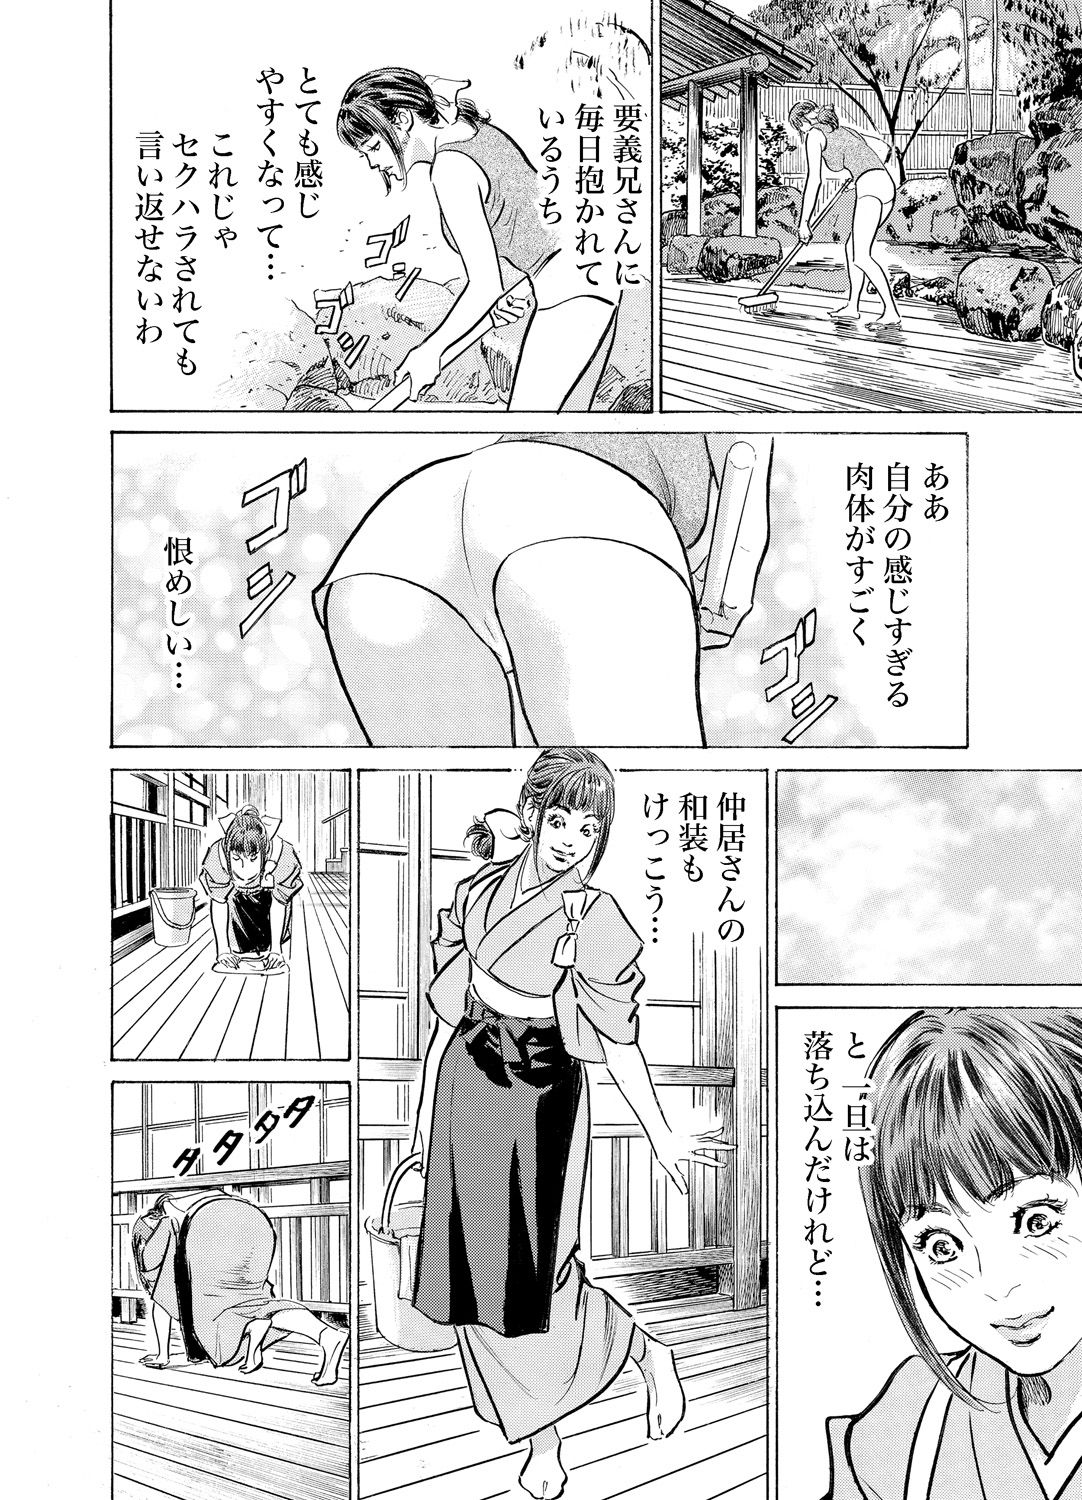 要義兄さんに
毎日抱かれて
いるうち
とても感じ
やすくなって…
これじゃ
セクハラされても
言い返せないわ
ゴシ
ゴシ
ああ
自分の感じすぎる
肉体がすごく
恨めしい…
ゴシ
ゴシ
と一旦は
落ち込んだけれど…
仲居さんの
和装も
けっこう…
タタタタ